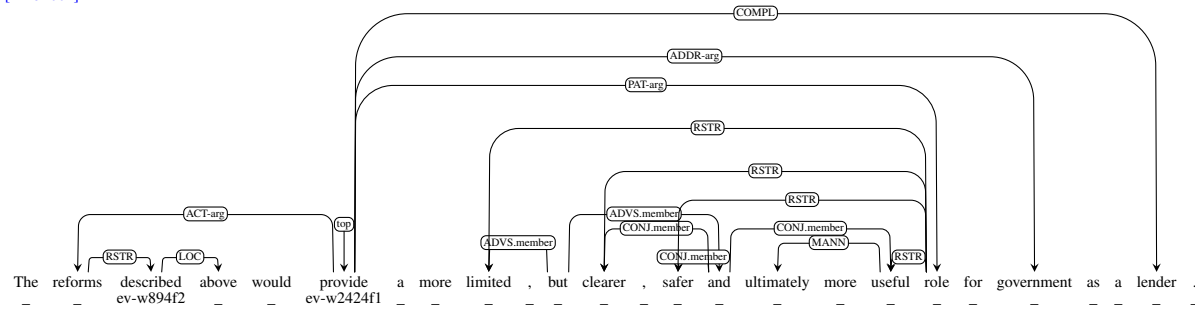 COMPL
ADDR-arg
PAT-arg
RSTR
RSTR
RSTR
ACT-arg
top
ADVS.member
CONJ.member
CONJ.member
ADVS.member
MANN
RSTR
LOC
CONJ.member
RSTR
The reforms described above would provide a more limited , but clearer , safer and ultimately more useful role for government as a lender .
_ _ ev-w894f2 _ _ ev-w2424f1 _ _ _ _ _ _ _ _ _ _ _ _ _ _ _ _ _ _ _